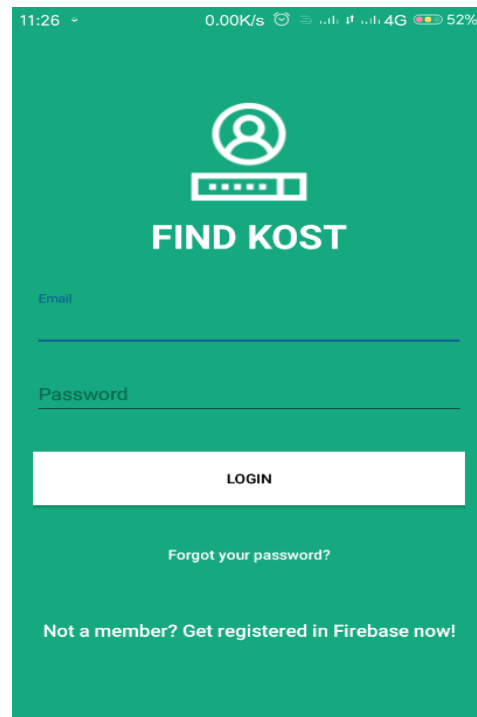 11:26
0.00K/s 4G 52%
FIND KOST
Email
Password
LOGIN
Forgot your password?
Not a member? Get registered in Firebase now!